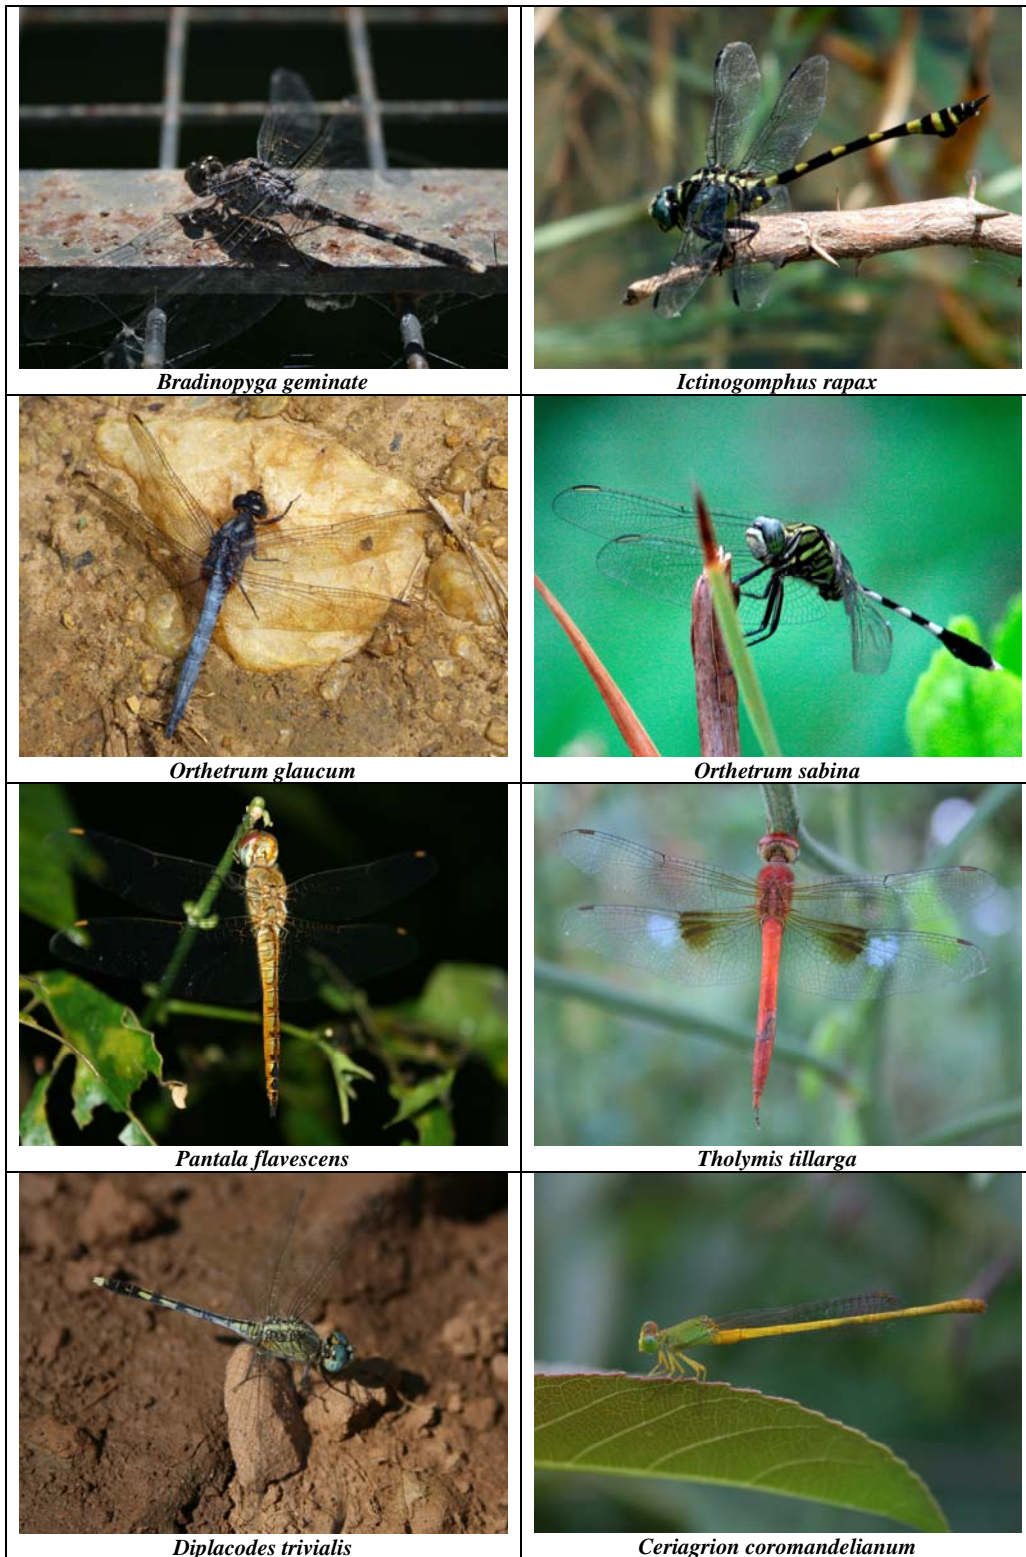 Bradinopyga geminate
Ictinogomphus rapax
Orthetrum glaucum
Orthetrum sabina
Pantala flavescens
Tholymis tillarga
Diplacodes trivialis
Ceriagrion coromandelianum